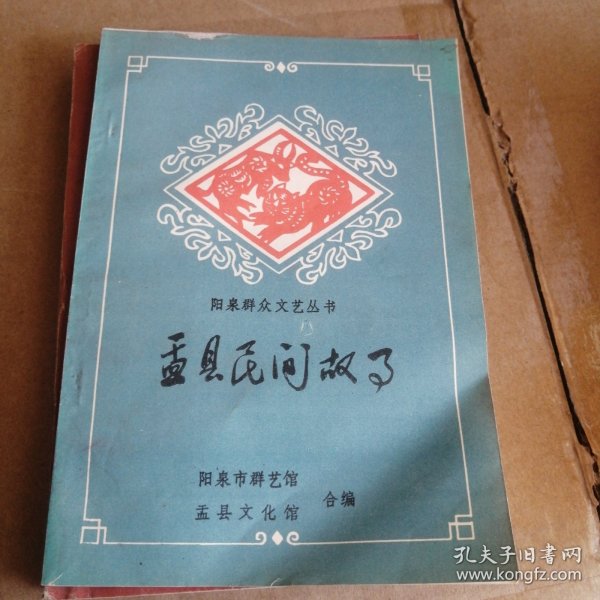 阳泉群众文艺丛书
盂县民间故事
阳泉市群艺馆
盂县文化馆
合编
孔夫子旧书网
www.kongfz.com